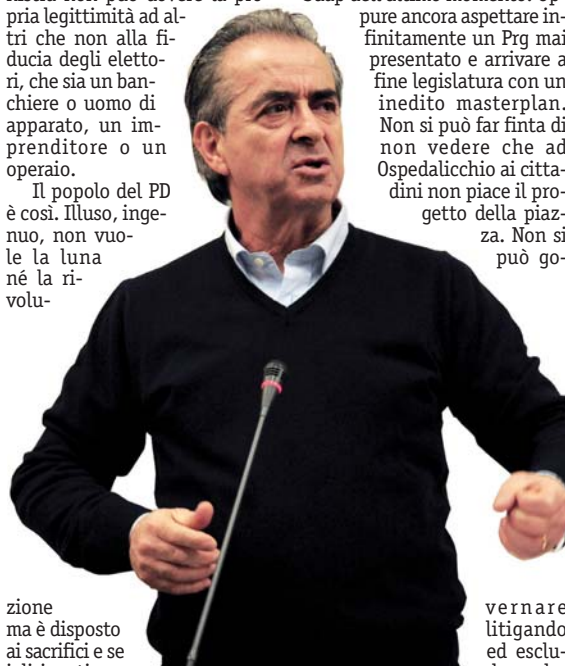 pria legittimità ad al-
tri che non alla fi-
ducia degli eletto-
ri, che sia un ban-
chiere o uomo di
apparato, un im-
prenditore o un
operaio.
Il popolo del PD
è così. Illuso, inge-
nuo, non vuo-
le la luna
né la ri-
volu-
zione
ma è disposto
ai sacrifici e se
pure ancora aspettare in-
finitamente un Prg mai
presentato e arrivare a
fine legislatura con un
inedito masterplan.
Non si può far finta di
non vedere che ad
Ospedalicchio ai citta-
dini non piace il pro-
getto della piaz-
za. Non si
può go-
vernare
litigando
ed esclu-